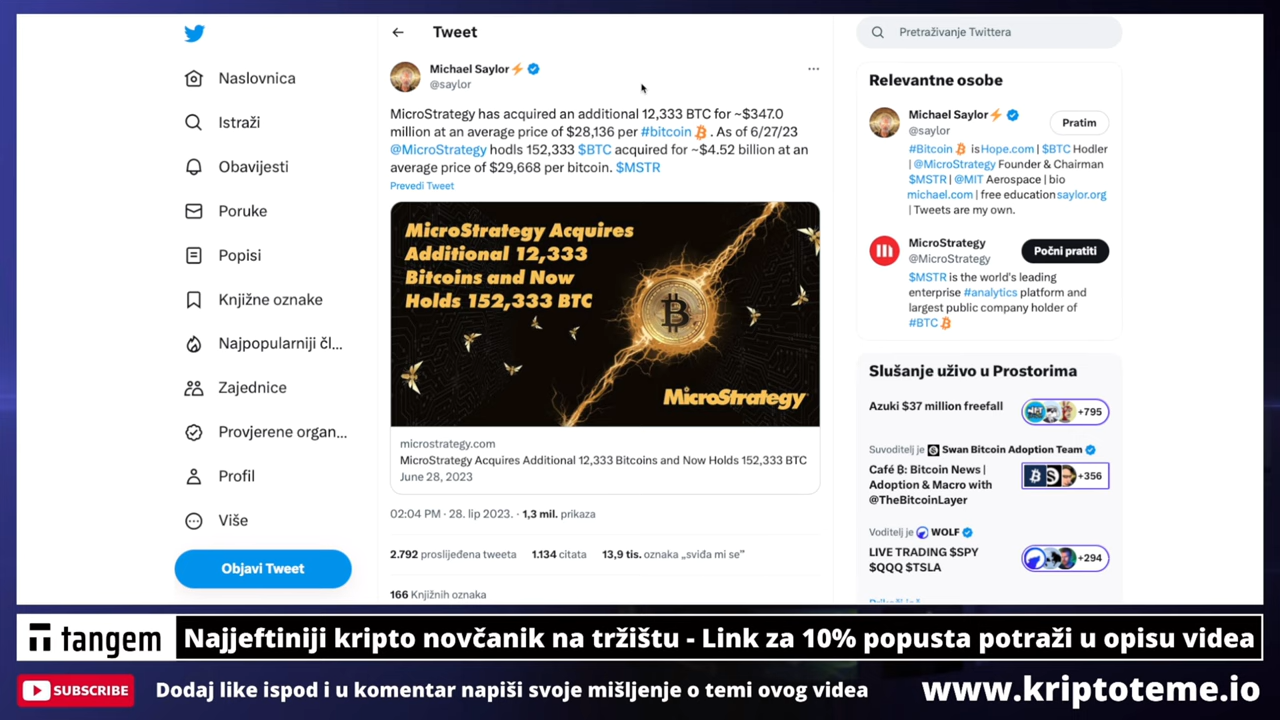 Naslovnica
Istraži
Obavijesti
Poruke
Popisi
Knjižne oznake
Najpopularniji čl...
Zajednice
Provjerene organ...
Profil
Više
Objavi Tweet
Tweet
Michael Saylor⚡
@saylor
MicroStrategy has acquired an additional 12,333 BTC for ~$347.0
million at an average price of $28,136 per #bitcoin . As of 6/27/23
@MicroStrategy hodls 152,333 $BTC acquired for ~$4.52 billion at an
average price of $29,668 per bitcoin. $MSTR
Prevedi Tweet
MicroStrategy Acquires
Additional 12,333
Bitcoins and Now
Holds 152,333 BTC
MicroStrategy
microstrategy.com
MicroStrategy Acquires Additional 12,333 Bitcoins and Now Holds 152,333 BTC
June 28, 2023
02:04 PM · 28. lip 2023. · 1,3 mil. prikaza
2.792 proslijeđena tweeta 1.134 citata 13,9 tis. oznaka „sviđa mi se”
166 Knjižnih oznaka
Pretraživanje Twittera
Relevantne osobe
Michael Saylor⚡
@saylor
Pratim
#Bitcoin is Hope.com | $BTC Hodler
| @MicroStrategy Founder & Chairman
$MSTR | @MIT Aerospace | bio
michael.com | free education saylor.org
| Tweets are my own.
MicroStrategy
@MicroStrategy
Počni pratiti
$MSTR is the world's leading
enterprise #analytics platform and
largest public company holder of
#BTC
Slušanje uživo u Prostorima
Azuki $37 million freefall
+795
Suvoditelj je Swan Bitcoin Adoption Team
Café ₿: Bitcoin News |
Adoption & Macro with
@TheBitcoinLayer
+356
Voditelj je WOLF
LIVE TRADING $SPY
$QQQ $TSLA
+294
tangem
Najjeftiniji kripto novčanik na tržištu - Link za 10% popusta potraži u opisu videa
SUBSCRIBE
Dodaj like ispod i u komentar napiši svoje mišljenje o temi ovog videa
www.kriptoteme.io